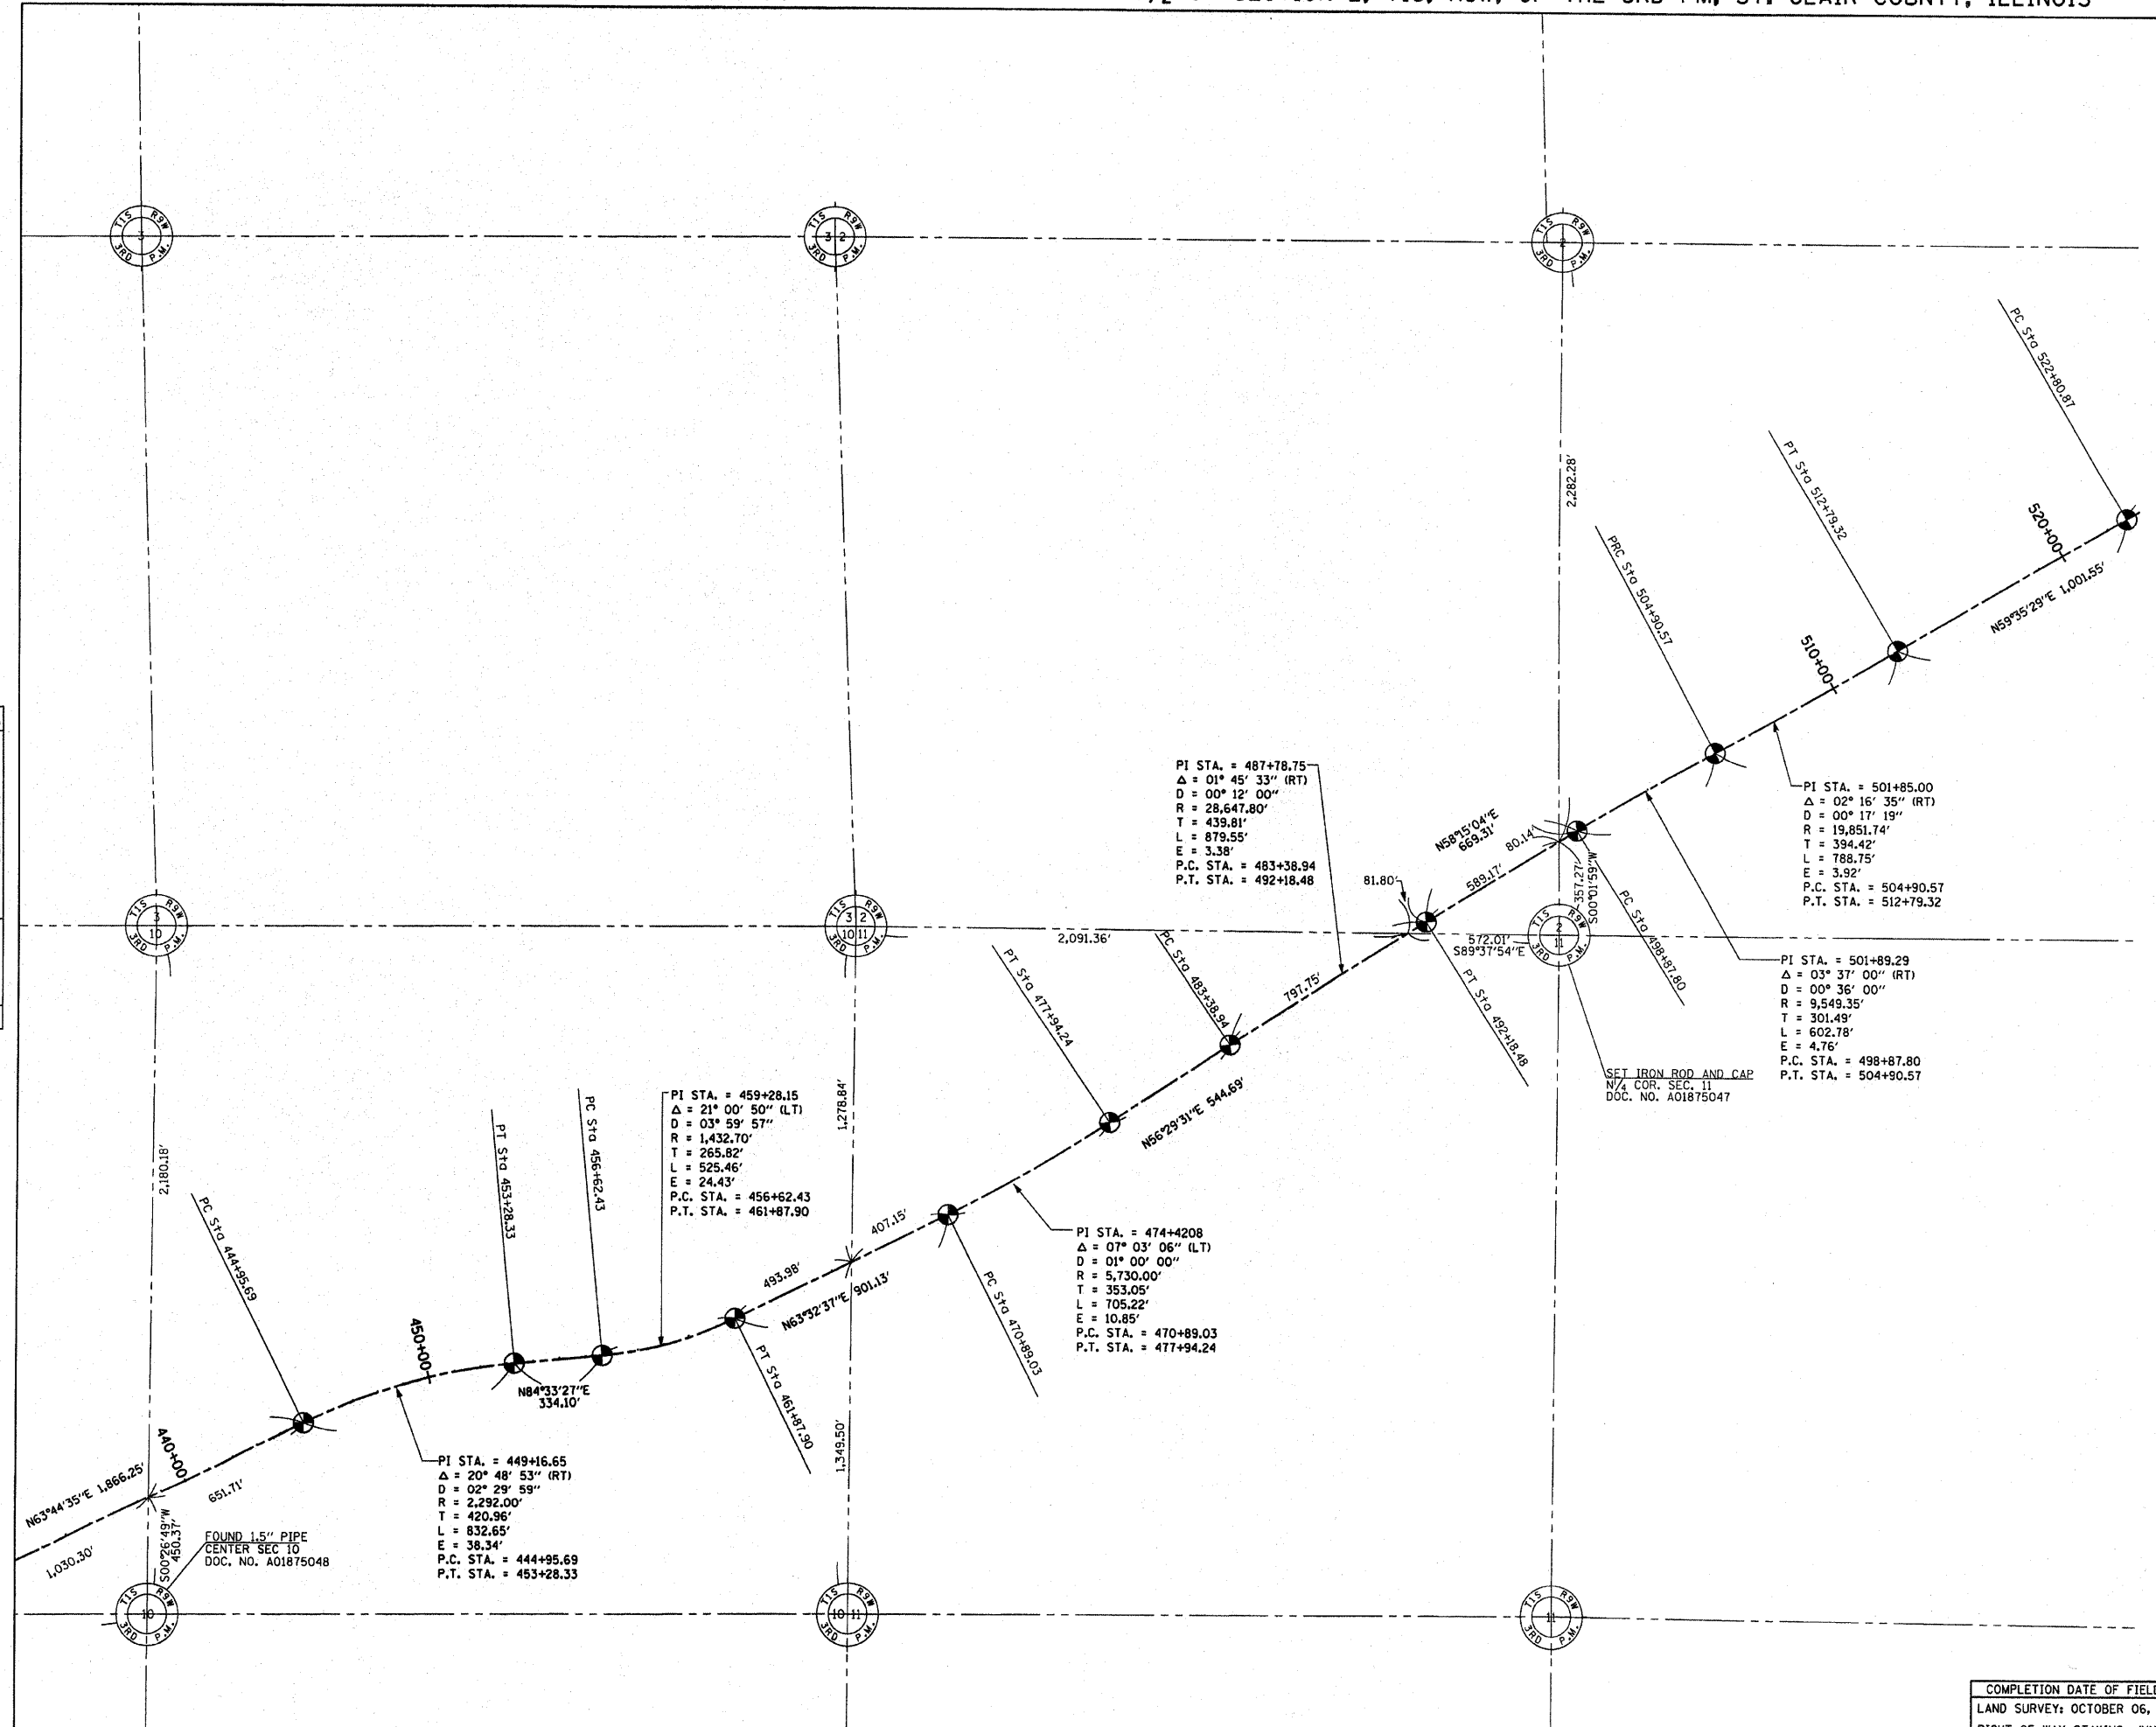 SECTION 2, T1S, R9W, OF THE 3RD PM, ST. CLAIR COUNTY, ILLINOIS
T1S R9W
3
3RD P.M.
T1S R9W
3 2
3RD P.M.
T1S R9W
2
3RD P.M.
PC Sta 522+80.87
PT Sta 512+79.32
2,282.28'
520+00
PRC Sta 504+90.57
N59°35'29"E 1,001.55'
510+00
PI STA. = 487+78.75
Δ = 01° 45' 33" (RT)
D = 00° 12' 00"
R = 28,647.80'
T = 439.81'
L = 879.55'
E = 3.38'
P.C. STA. = 483+38.94
P.T. STA. = 492+18.48
PI STA. = 501+85.00
Δ = 02° 16' 35" (RT)
D = 00° 17' 19"
R = 19,851.74'
T = 394.42'
L = 788.75'
E = 3.92'
P.C. STA. = 504+90.57
P.T. STA. = 512+79.32
N58°15'04"E
669.31'
80.14'
589.17'
81.80'
357.27'
S00°01'59"W
PC Sta 498+87.80
T1S R9W
3
10
3RD P.M.
T1S R9W
3 2
10 11
3RD P.M.
2,091.36'
572.01'
S89°37'54"E
T1S R9W
2
11
3RD P.M.
PT Sta 477+94.24
PC Sta 483+38.94
797.75'
PT Sta 492+18.48
PI STA. = 501+89.29
Δ = 03° 37' 00" (RT)
D = 00° 36' 00"
R = 9,549.35'
T = 301.49'
L = 602.78'
E = 4.76'
P.C. STA. = 498+87.80
P.T. STA. = 504+90.57
SET IRON ROD AND CAP
N¼ COR. SEC. 11
DOC. NO. A01875047
N56°29'31"E 544.69'
1,278.84'
PI STA. = 459+28.15
Δ = 21° 00' 50" (LT)
D = 03° 59' 57"
R = 1,432.70'
T = 265.82'
L = 525.46'
E = 24.43'
P.C. STA. = 456+62.43
P.T. STA. = 461+87.90
2,180.18'
PC Sta 444+95.69
PT Sta 453+28.33
PC Sta 456+62.43
407.15'
493.98'
N63°32'37"E 901.13'
PC Sta 470+89.03
PI STA. = 474+4208
Δ = 07° 03' 06" (LT)
D = 01° 00' 00"
R = 5,730.00'
T = 353.05'
L = 705.22'
E = 10.85'
P.C. STA. = 470+89.03
P.T. STA. = 477+94.24
450+00
N84°33'27"E
334.10'
PT Sta 461+87.90
1,349.50'
440+00
N63°44'35"E 1,866.25'
651.71'
1,030.30'
S00°26'49"W
450.37'
FOUND 1.5" PIPE
CENTER SEC 10
DOC. NO. A01875048
PI STA. = 449+16.65
Δ = 20° 48' 53" (RT)
D = 02° 29' 59"
R = 2,292.00'
T = 420.96'
L = 832.65'
E = 38.34'
P.C. STA. = 444+95.69
P.T. STA. = 453+28.33
T1S R9W
10
3RD P.M.
T1S R9W
10 11
3RD P.M.
T1S R9W
11
3RD P.M.
COMPLETION DATE OF FIELD
LAND SURVEY: OCTOBER 06,